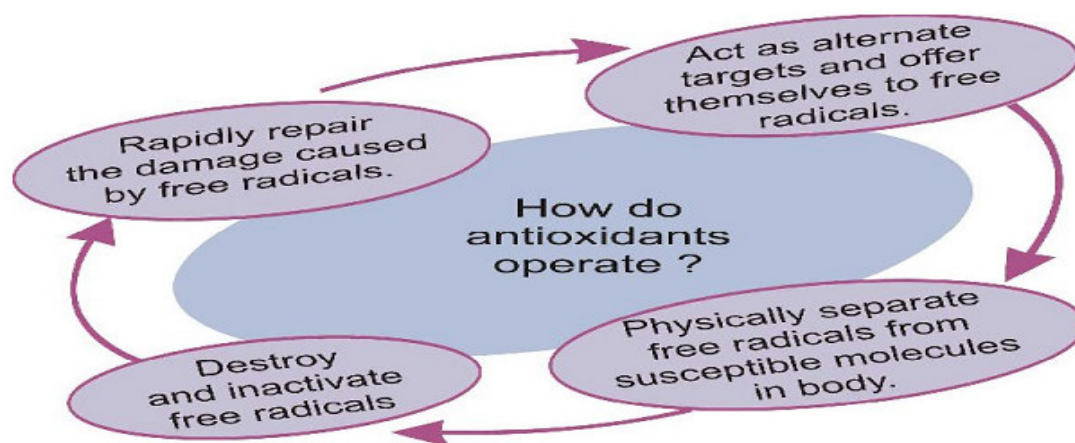 Act as alternate
targets and offer
themselves to free
radicals.
Rapidly repair
the damage caused
by free radicals.
How do
antioxidants
operate ?
Physically separate
free radicals from
susceptible molecules
in body.
Destroy
and inactivate
free radicals